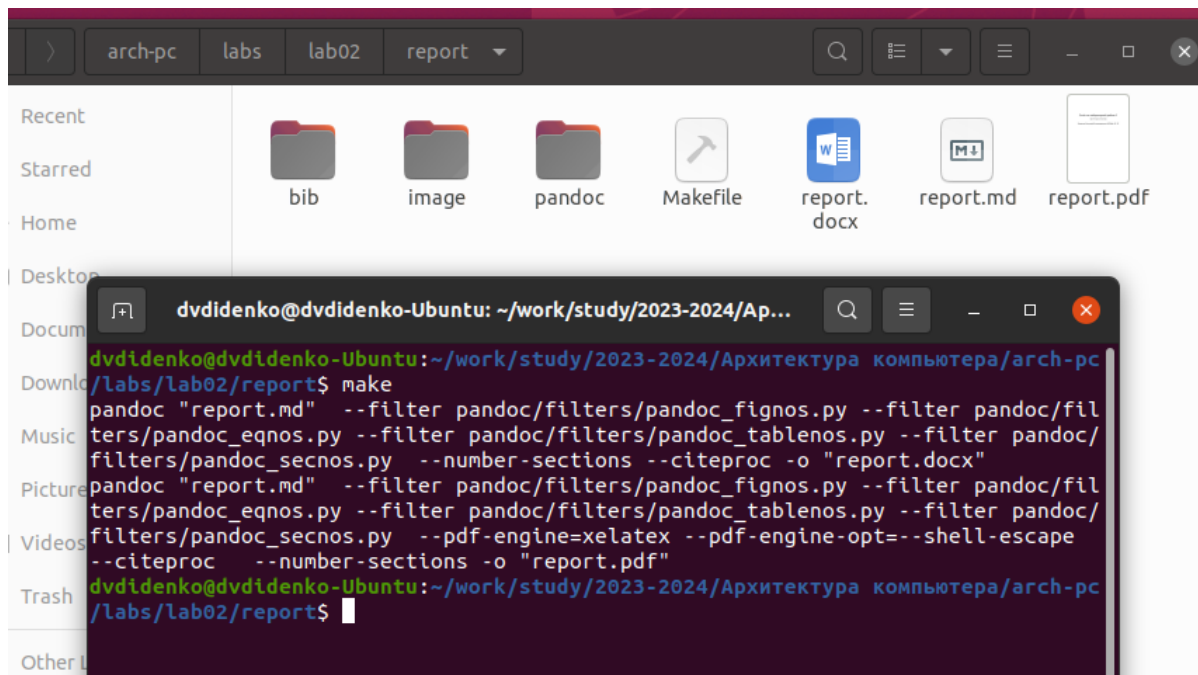 arch-pc labs lab02 report
Recent
Starred
Home
Desktop
Docum
Downlo
Music
Picture
Videos
Trash
Other L
bib
image
pandoc
Makefile
report.
docx
report.md
report.pdf
dvdidenko@dvdidenko-Ubuntu: ~/work/study/2023-2024/Ap...
dvdidenko@dvdidenko-Ubuntu:~/work/study/2023-2024/Архитектура компьютера/arch-pc
/labs/lab02/report$ make
pandoc "report.md"  --filter pandoc/filters/pandoc_fignos.py --filter pandoc/fil
ters/pandoc_eqnos.py --filter pandoc/filters/pandoc_tablenos.py --filter pandoc/
filters/pandoc_secnos.py  --number-sections --citeproc -o "report.docx"
pandoc "report.md"  --filter pandoc/filters/pandoc_fignos.py --filter pandoc/fil
ters/pandoc_eqnos.py --filter pandoc/filters/pandoc_tablenos.py --filter pandoc/
filters/pandoc_secnos.py  --pdf-engine=xelatex --pdf-engine-opt=--shell-escape
--citeproc   --number-sections -o "report.pdf"
dvdidenko@dvdidenko-Ubuntu:~/work/study/2023-2024/Архитектура компьютера/arch-pc
/labs/lab02/report$